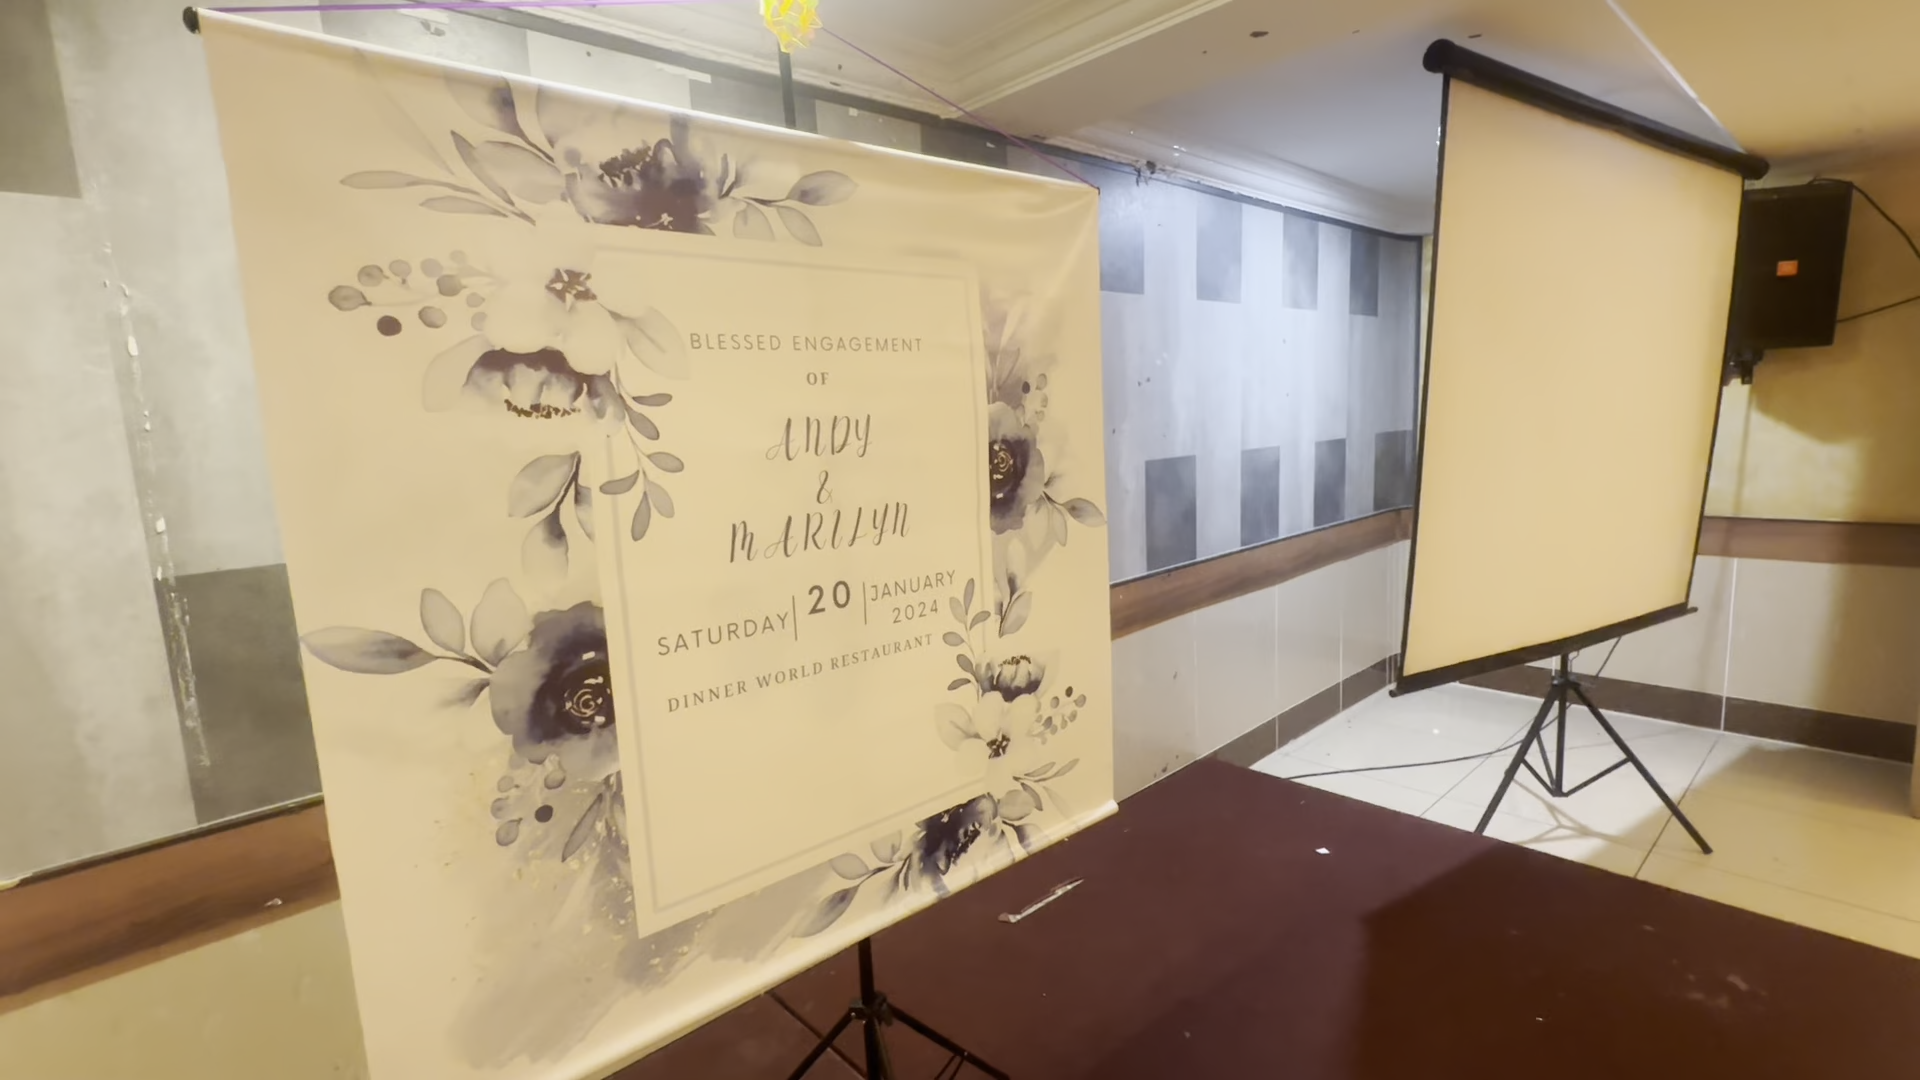 BLESSED ENGAGEMENT
OF
ANDY
&
MARILYN
SATURDAY| 20 |JANUARY 2024
DINNER WORLD RESTAURANT